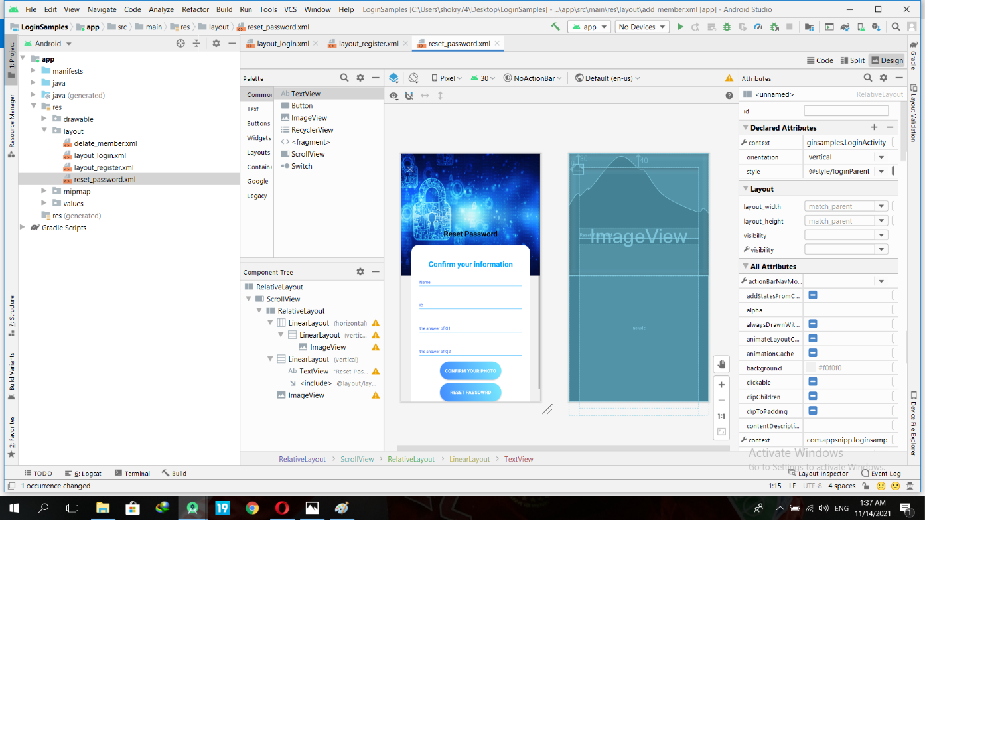 File Edit View Navigate Code Analyze Refactor Build Run Tools VCS Window Help LoginSamples [C:\Users\shokry74\Desktop\LoginSamples] - ...\app\src\main\res\layout\add_member.xml [app] - Android Studio
LoginSamples app src main res layout reset_password.xml app No Devices
Android
layout_login.xml layout_register.xml reset_password.xml
Code Split Design
1: Project
Resource Manager
7: Structure
Build Variants
2: Favorites
app
manifests
java
java (generated)
res
drawable
layout
delate_member.xml
layout_login.xml
layout_register.xml
reset_password.xml
mipmap
values
res (generated)
Gradle Scripts
Palette
Common
Text
Buttons
Widgets
Layouts
Google
Legacy
Ab TextView
Button
ImageView
RecyclerView
<> <fragment>
ScrollView
Switch
Component Tree
RelativeLayout
ScrollView
RelativeLayout
LinearLayout (horizontal)
LinearLayout (vertic...
ImageView
LinearLayout (vertical)
Ab TextView "Reset Pas...
<include> @layout/lay...
ImageView
Pixel 30 NoActionBar Default (en-us)
Reset Password
Confirm your information
Name
ID
the answer of Q1
the answer of Q2
CONFIRM YOUR PHOTO
RESET PASSOWRD
40
ImageView
1:1
RelativeLayout ScrollView RelativeLayout LinearLayout TextView
Attributes
<unnamed> RelativeLayout
id
Declared Attributes
context ginsamples.LoginActivity
orientation vertical
style @style/loginParent
Layout
layout_width match_parent
layout_height match_parent
visibility
visibility
All Attributes
actionBarNavMo...
addStatesFromC...
alpha
alwaysDrawnWit...
animateLayoutC...
animationCache
background #f0f0f0
clickable
clipChildren
clipToPadding
contentDescripti...
context com.appsnipp.loginsamp
Activate Windows
Go to Settings to activate Windows.
Gradle
Layout Validation
Device File Explorer
TODO 6: Logcat Terminal Build Layout Inspector Event Log
1 occurrence changed 1:15 LF UTF-8 4 spaces
19 ENG 1:37 AM
11/14/2021 1